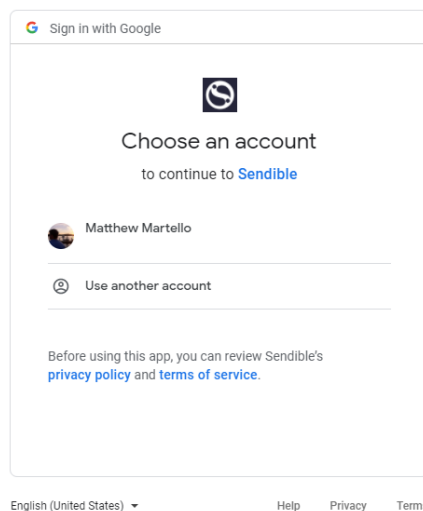 Sign in with Google
Choose an account
to continue to Sendible
Matthew Martello
Use another account
Before using this app, you can review Sendible's
privacy policy and terms of service.
English (United States) Help Privacy Term